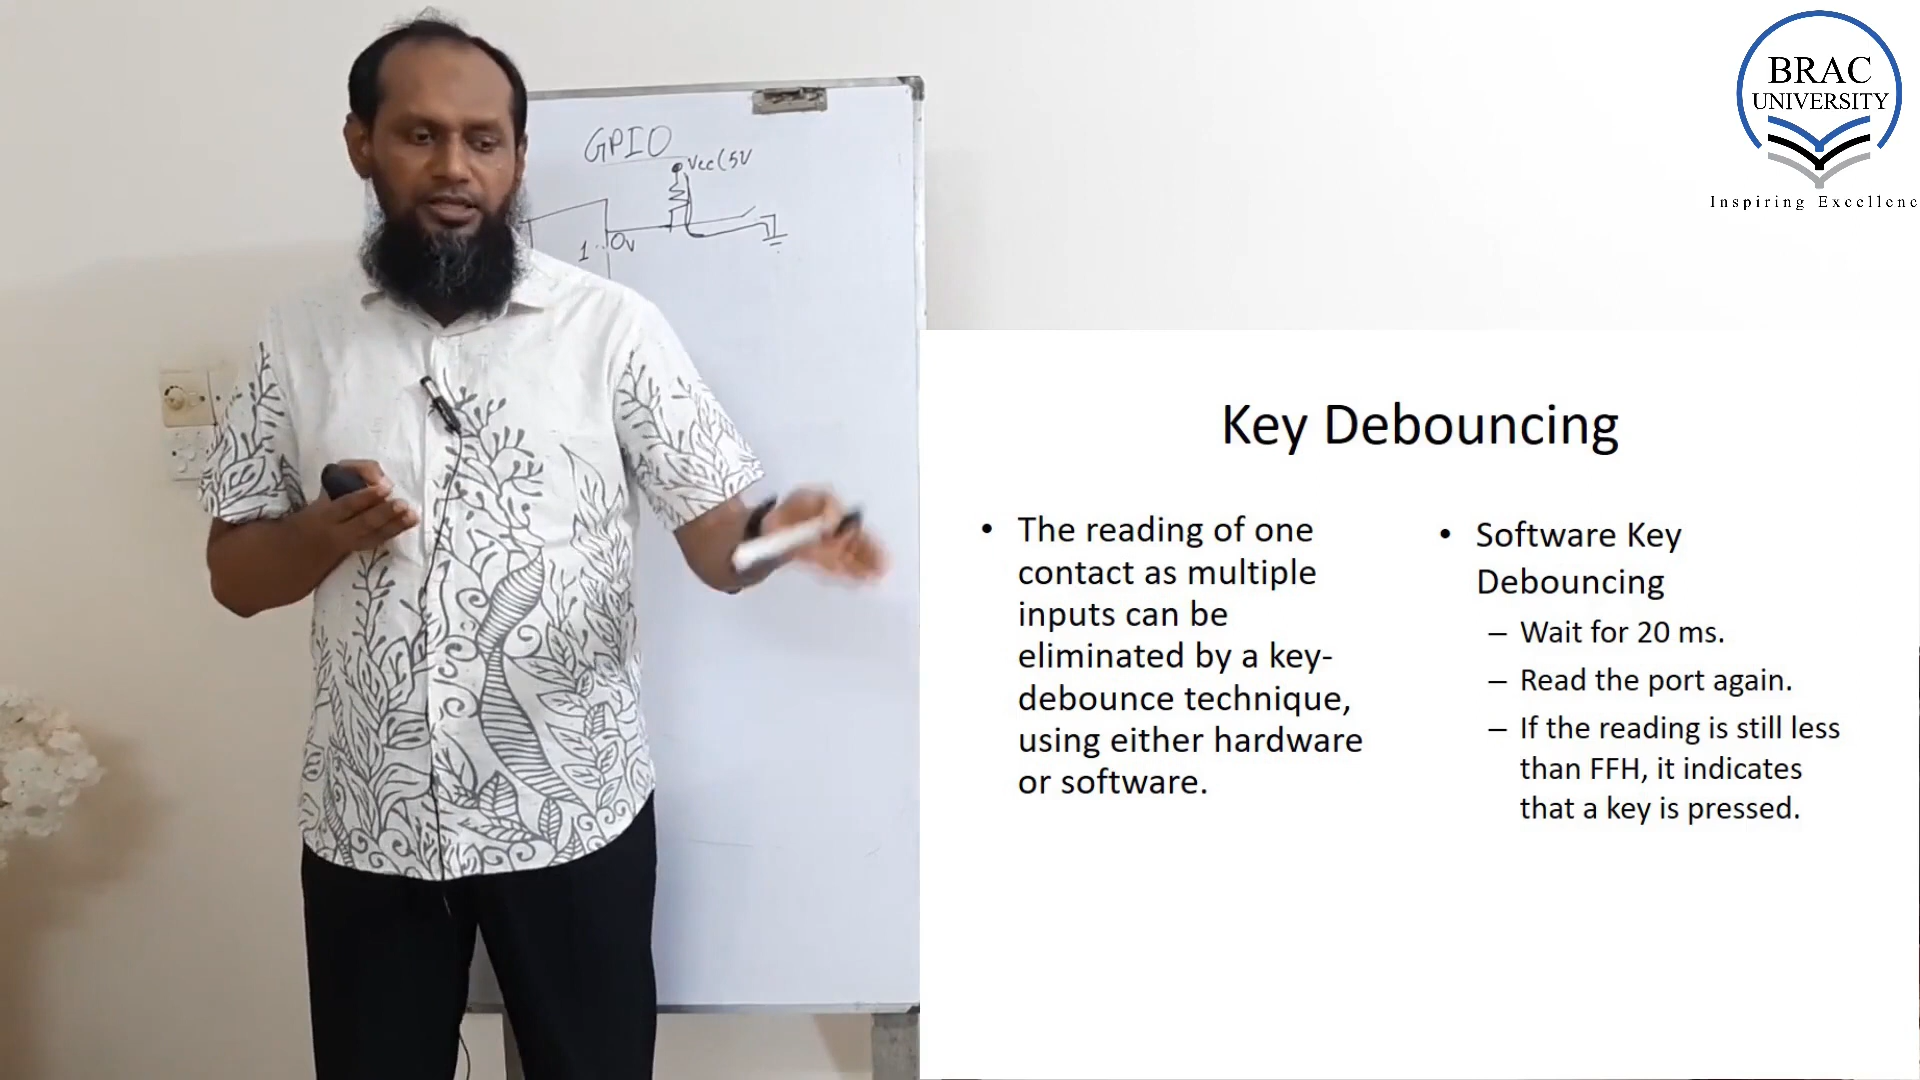 GPIO
Vcc (5V
1
0v
BRAC
UNIVERSITY
Inspiring Excellenc
Key Debouncing
• The reading of one
contact as multiple
inputs can be
eliminated by a key-
debounce technique,
using either hardware
or software.
• Software Key
Debouncing
– Wait for 20 ms.
– Read the port again.
– If the reading is still less
than FFH, it indicates
that a key is pressed.